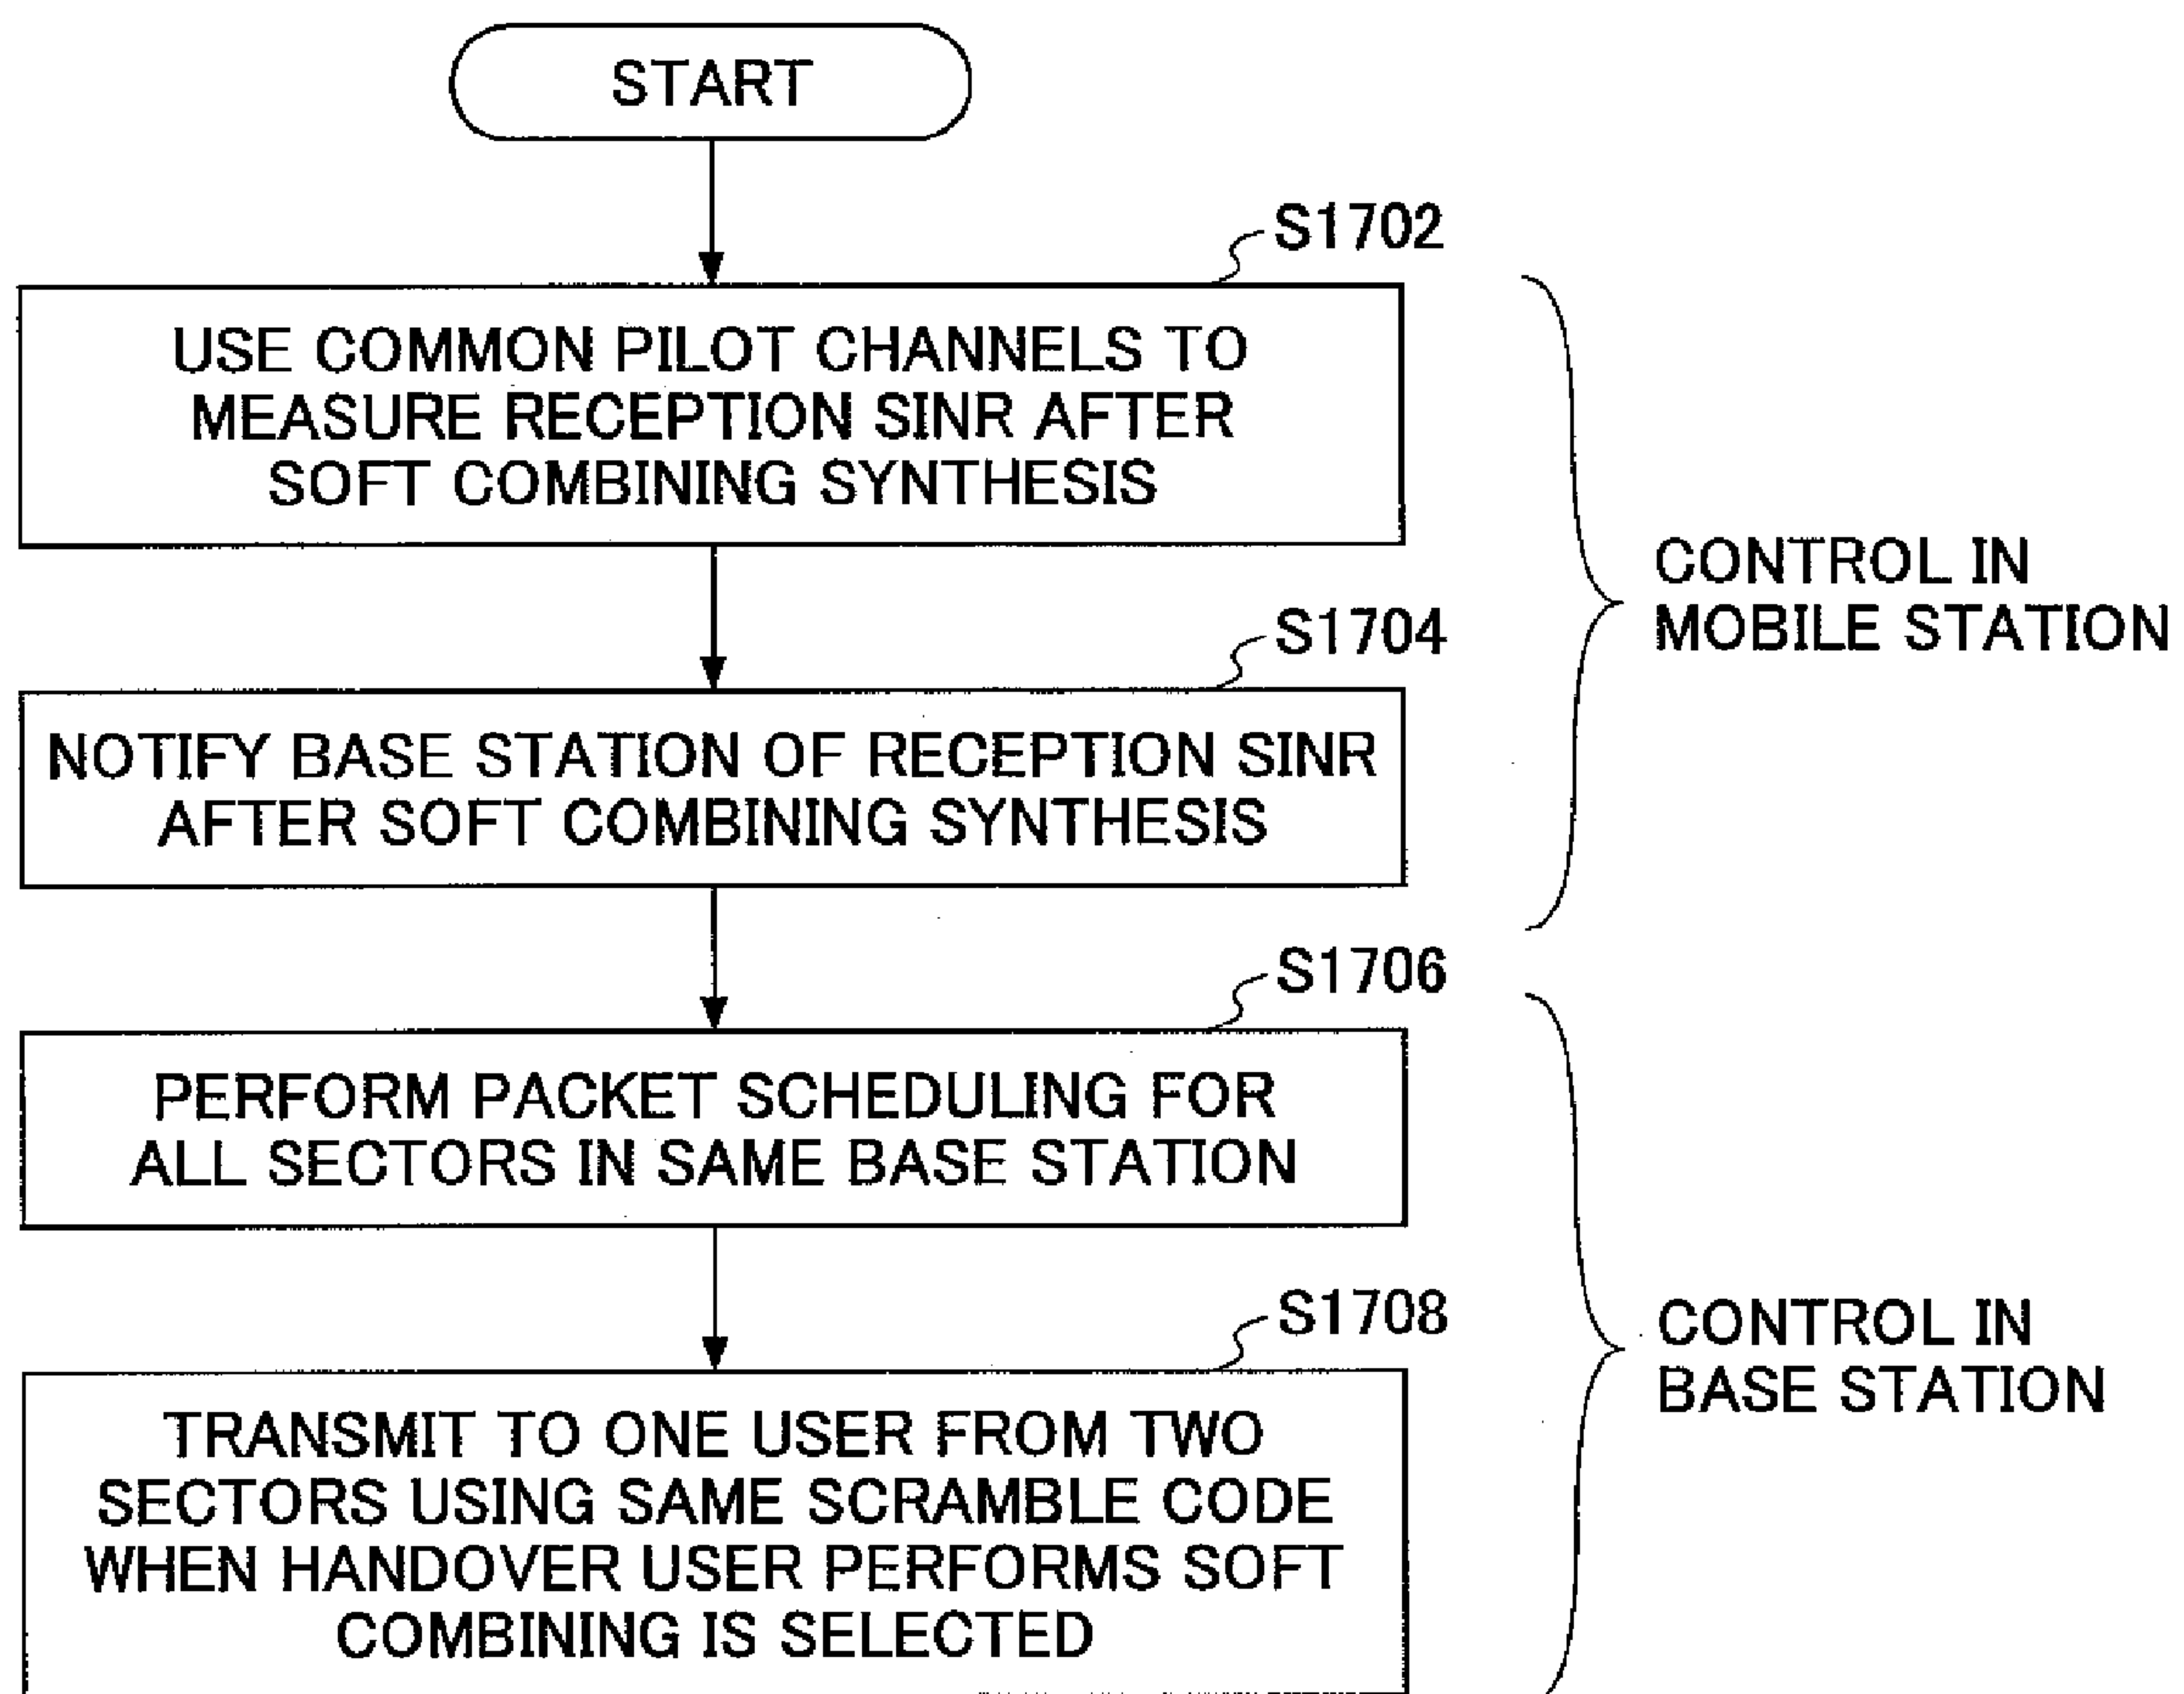 START
S1702
USE COMMON PILOT CHANNELS TO
MEASURE RECEPTION SINR AFTER
SOFT COMBINING SYNTHESIS
CONTROL IN
MOBILE STATION
S1704
NOTIFY BASE STATION OF RECEPTION SINR
AFTER SOFT COMBINING SYNTHESIS
S1706
PERFORM PACKET SCHEDULING FOR
ALL SECTORS IN SAME BASE STATION
S1708
CONTROL IN
BASE STATION
TRANSMIT TO ONE USER FROM TWO
SECTORS USING SAME SCRAMBLE CODE
WHEN HANDOVER USER PERFORMS SOFT
COMBINING IS SELECTED